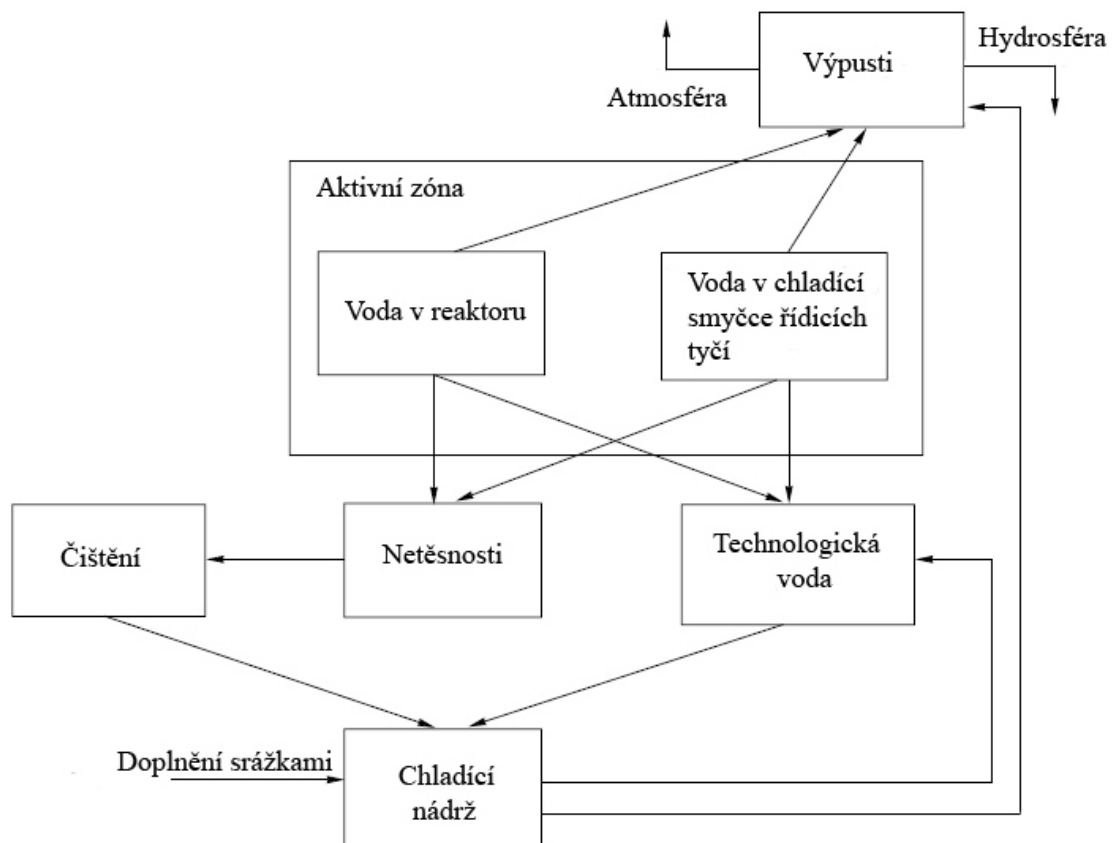 Výpusti
Hydrosféra
Atmosféra
Aktivní zóna
Voda v reaktoru
Voda v chladící
smyčce řídicích
tyčí
Čištění
Netěsnosti
Technologická
voda
Doplnění srážkami
Chladící
nádrž